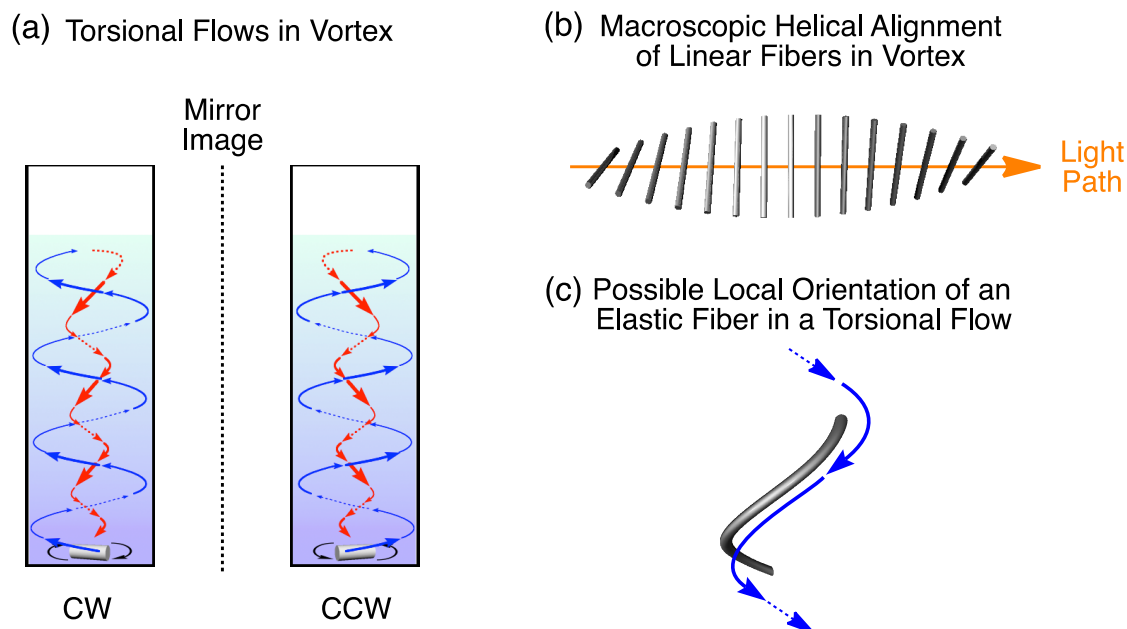 (a) Torsional Flows in Vortex
Mirror
Image
CW
CCW
(b) Macroscopic Helical Alignment
of Linear Fibers in Vortex
Light
Path
(c) Possible Local Orientation of an
Elastic Fiber in a Torsional Flow